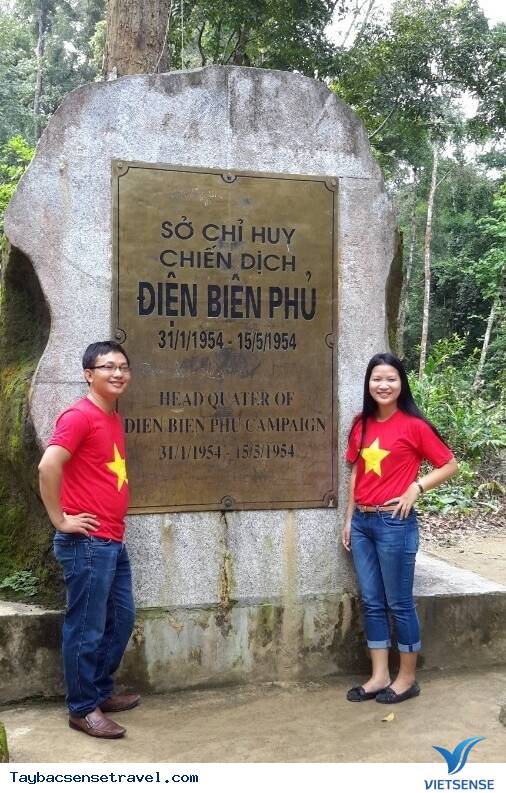 SỞ CHỈ HUY
CHIẾN DỊCH
ĐIỆN BIÊN PHỦ
31/1/1954 - 15/5/1954
HEAD QUATER OF
DIEN BIEN PHU CAMPAIGN
31/1/1954 - 15/5/1954
Taybacsensetravel.com
VIETSENSE